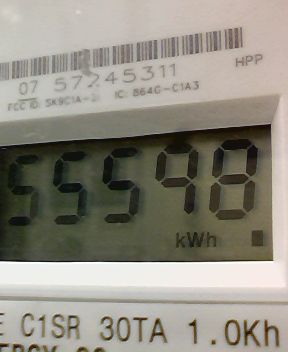 07 57245311
HPP
FCC ID: SK9C1A-2 IC: 864G-C1A3
55598
kWh
E C1SR 30TA 1.0Kh